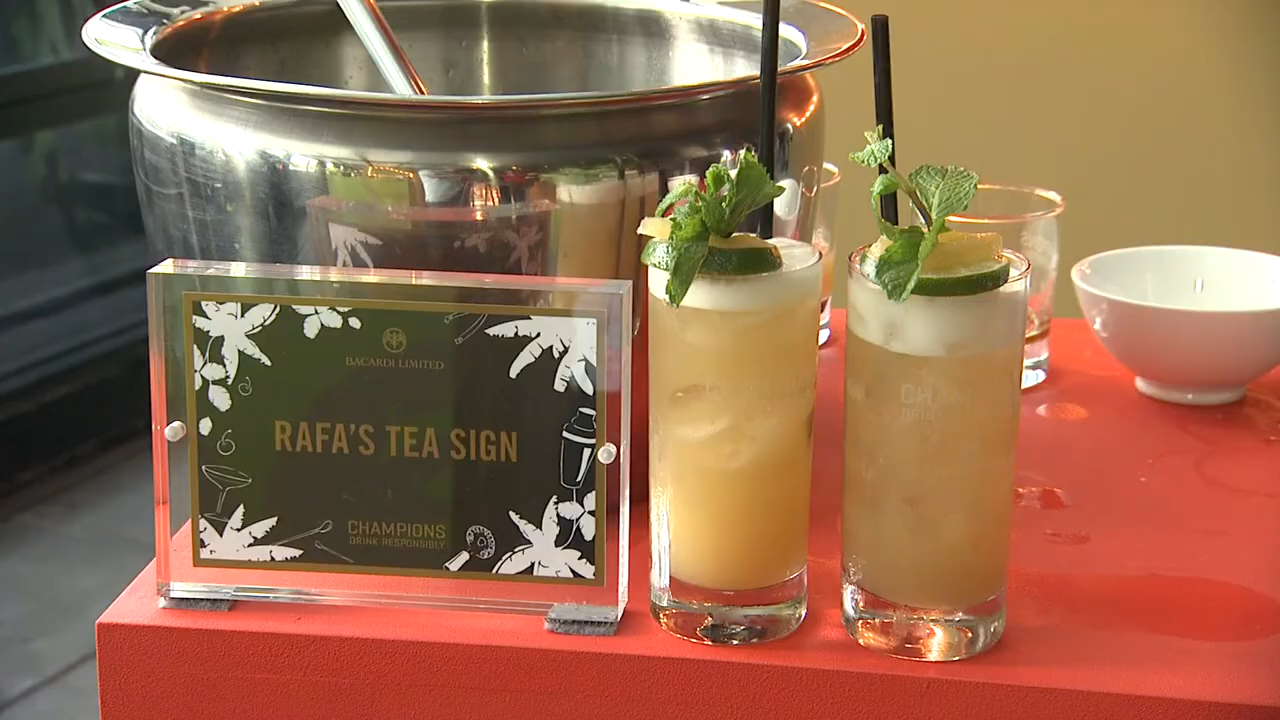 BACARDI LIMITED
RAFA'S TEA SIGN
CHAMPIONS
DRINK RESPONSIBLY